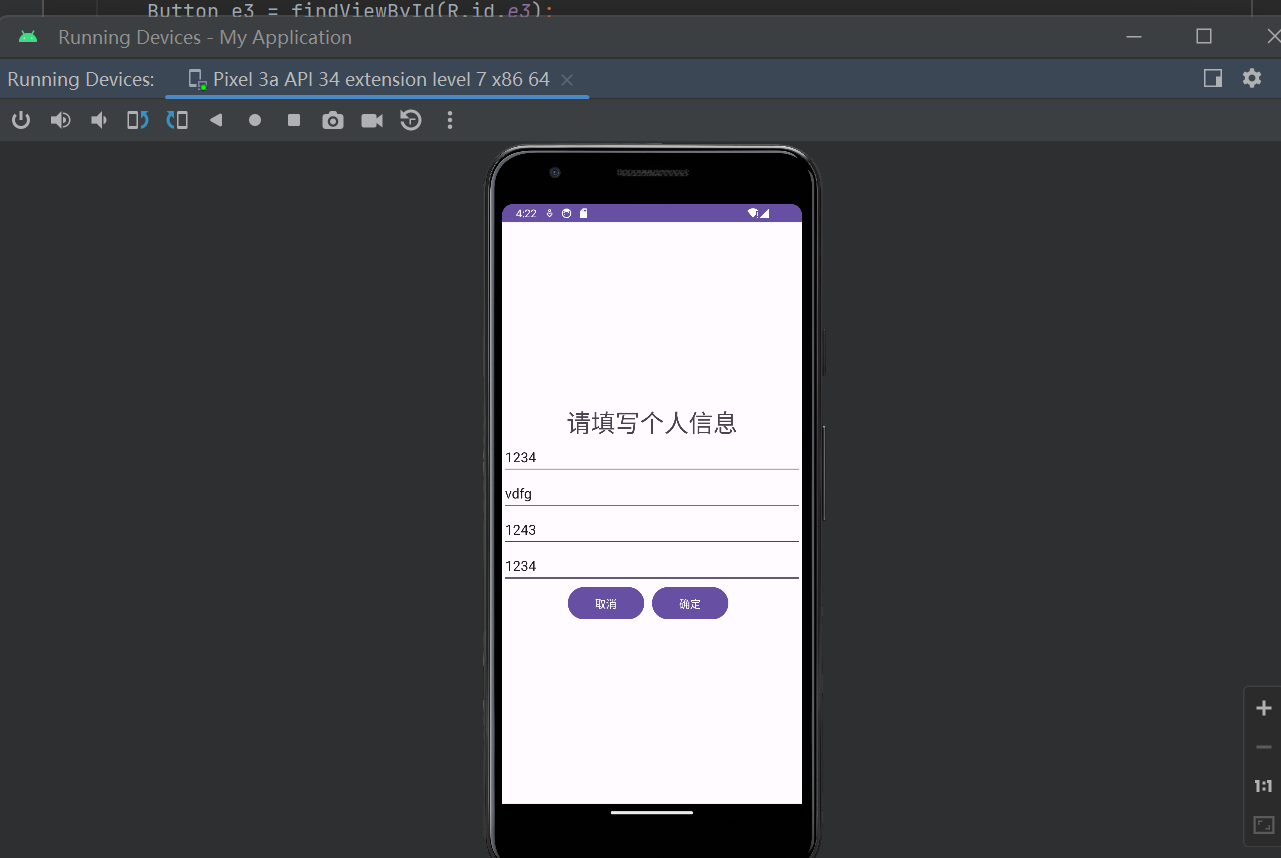 Button e3 = findViewById(R.id.e3);
Running Devices - My Application
Running Devices: Pixel 3a API 34 extension level 7 x86 64
4:22
请填写个人信息
1234
vdfg
1243
1234
取消 确定
1:1